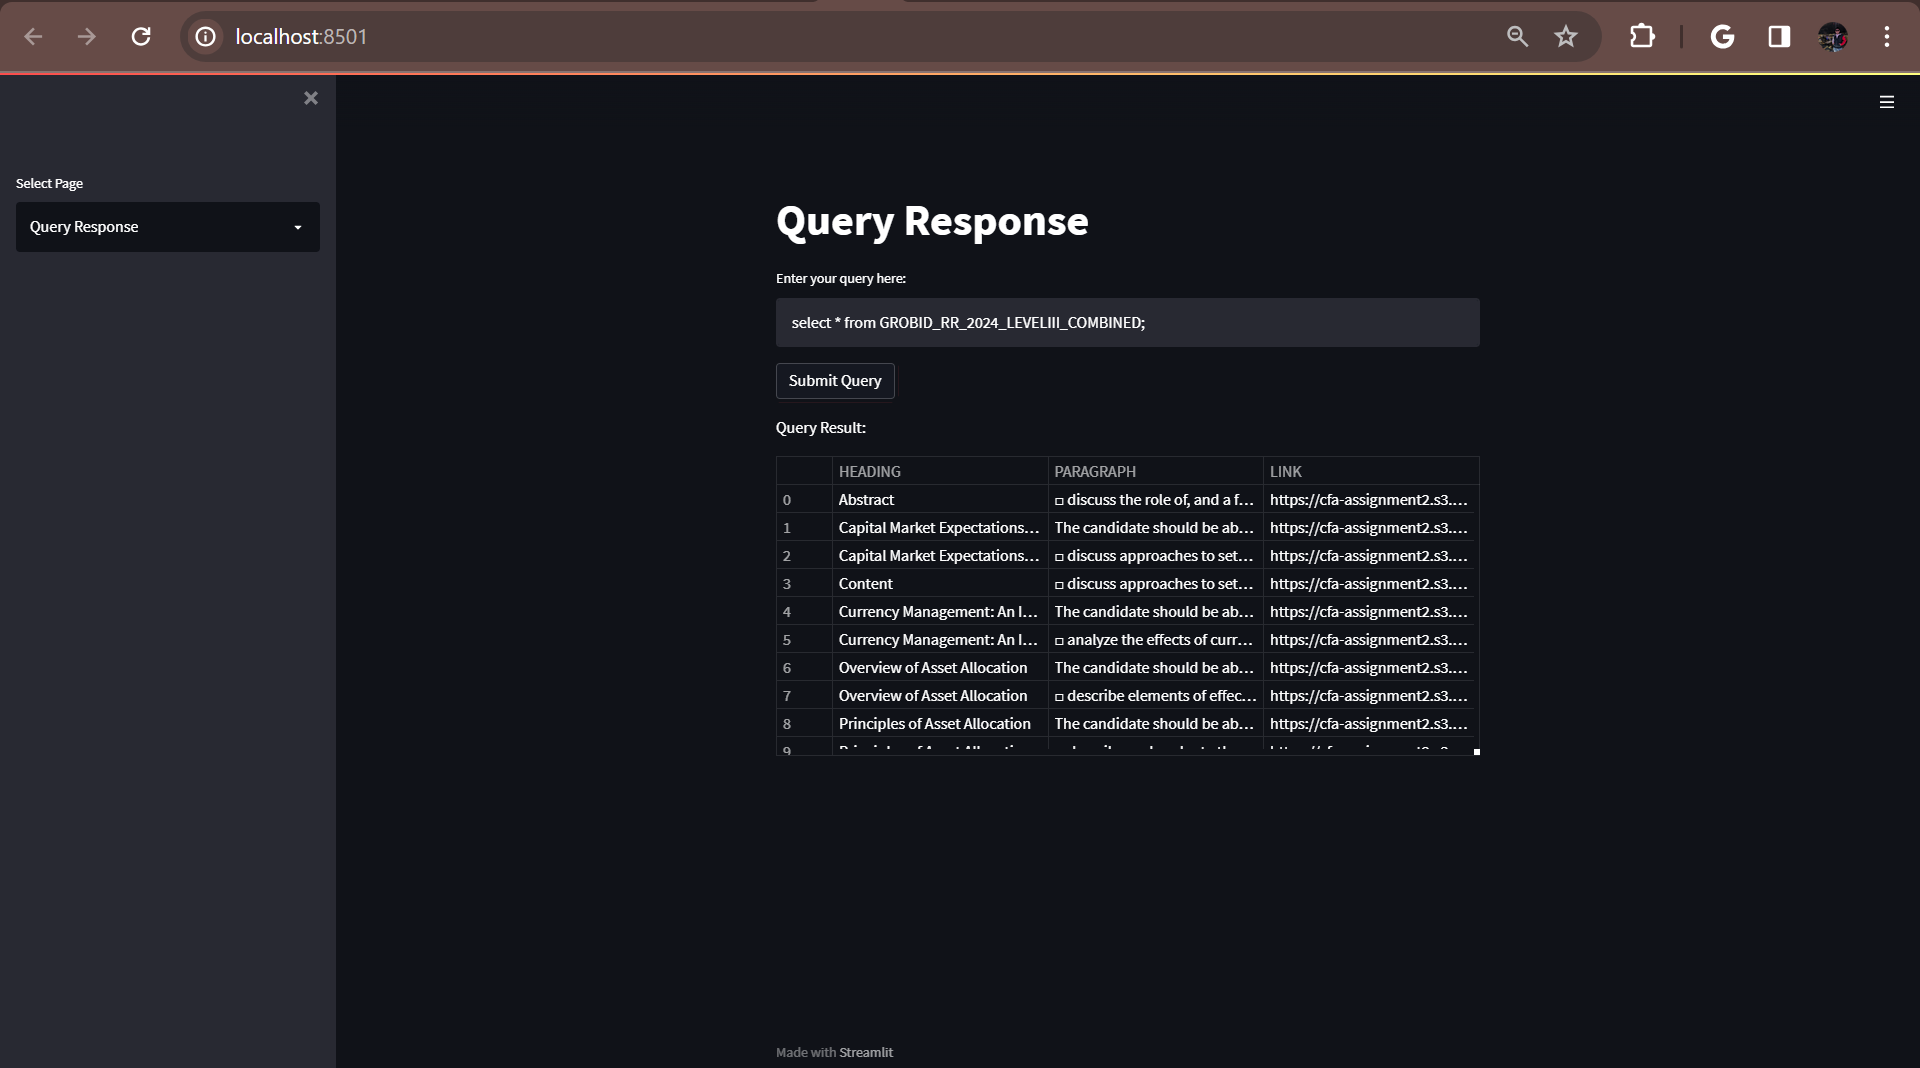 localhost:8501
Select Page
Query Response
Query Response
Enter your query here:
select * from GROBID_RR_2024_LEVELIII_COMBINED;
Submit Query
Query Result:
HEADING PARAGRAPH LINK
0 Abstract □ discuss the role of, and a f... https://cfa-assignment2.s3....
1 Capital Market Expectations... The candidate should be ab... https://cfa-assignment2.s3....
2 Capital Market Expectations... □ discuss approaches to set... https://cfa-assignment2.s3....
3 Content □ discuss approaches to set... https://cfa-assignment2.s3....
4 Currency Management: An I... The candidate should be ab... https://cfa-assignment2.s3....
5 Currency Management: An I... □ analyze the effects of curr... https://cfa-assignment2.s3....
6 Overview of Asset Allocation The candidate should be ab... https://cfa-assignment2.s3....
7 Overview of Asset Allocation □ describe elements of effec... https://cfa-assignment2.s3....
8 Principles of Asset Allocation The candidate should be ab... https://cfa-assignment2.s3....
9 Principles of Asset Allocation
Made with Streamlit